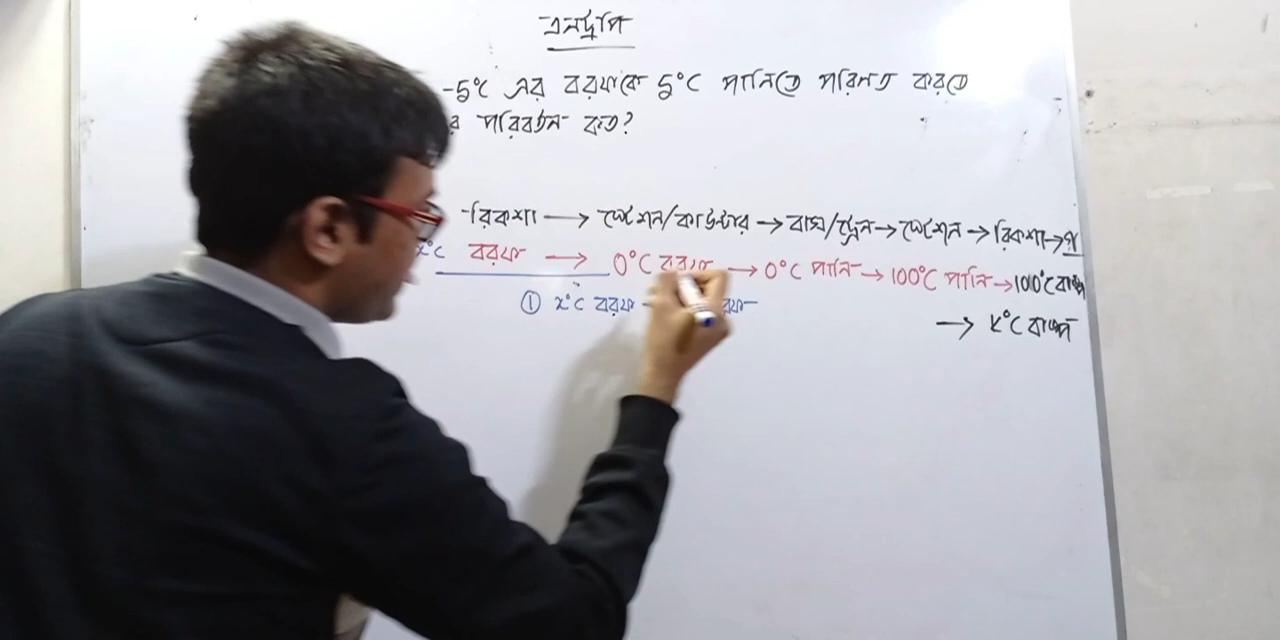 এনট্রপি
-5°C এর বরফকে 5°C পানিতে পরিণত করতে
র পরিবর্তন কত?
রিকশা → স্টেশন/কাউন্টার → বাস/ট্রেন → স্টেশন → রিকশা →
x°C বরফ → 0°C বরফ → 0°C পানি → 100°C পানি → 100°C বাষ্প
① x°C বরফ
→ x°C বাষ্প